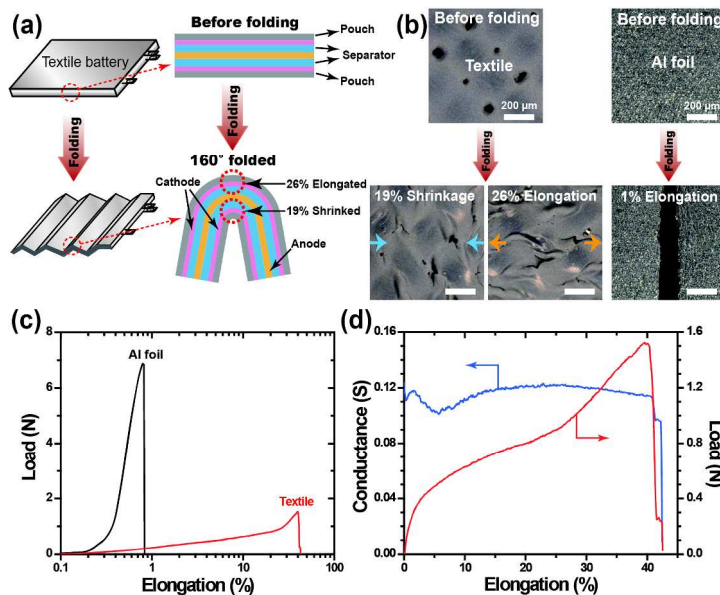 (a)
Before folding
Textile battery
Pouch
Separator
Pouch
Folding
Folding
160° folded
Cathode
26% Elongated
19% Shrinked
Anode
(b)
Before folding
Textile
200 μm
Before folding
Al foil
200 μm
Folding
Folding
19% Shrinkage
26% Elongation
1% Elongation
(c)
8
6
4
2
0
Load (N)
Al foil
Textile
0.1
1
10
100
Elongation (%)
(d)
0.16
0.12
0.08
0.04
0.00
Conductance (S)
1.6
1.2
0.8
0.4
0.0
Load (N)
0
10
20
30
40
Elongation (%)